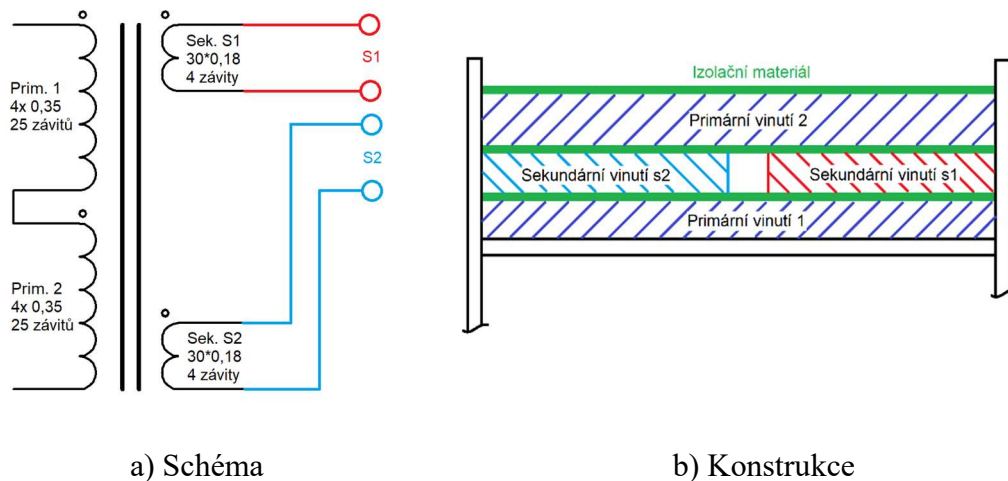 Sek. S1
30*0,18
4 závity
S1
Prim. 1
4x 0,35
25 závitů
S2
Prim. 2
4x 0,35
25 závitů
Sek. S2
30*0,18
4 závity
Izolační materiál
Primární vinutí 2
Sekundární vinutí s2
Sekundární vinutí s1
Primární vinutí 1
a) Schéma
b) Konstrukce